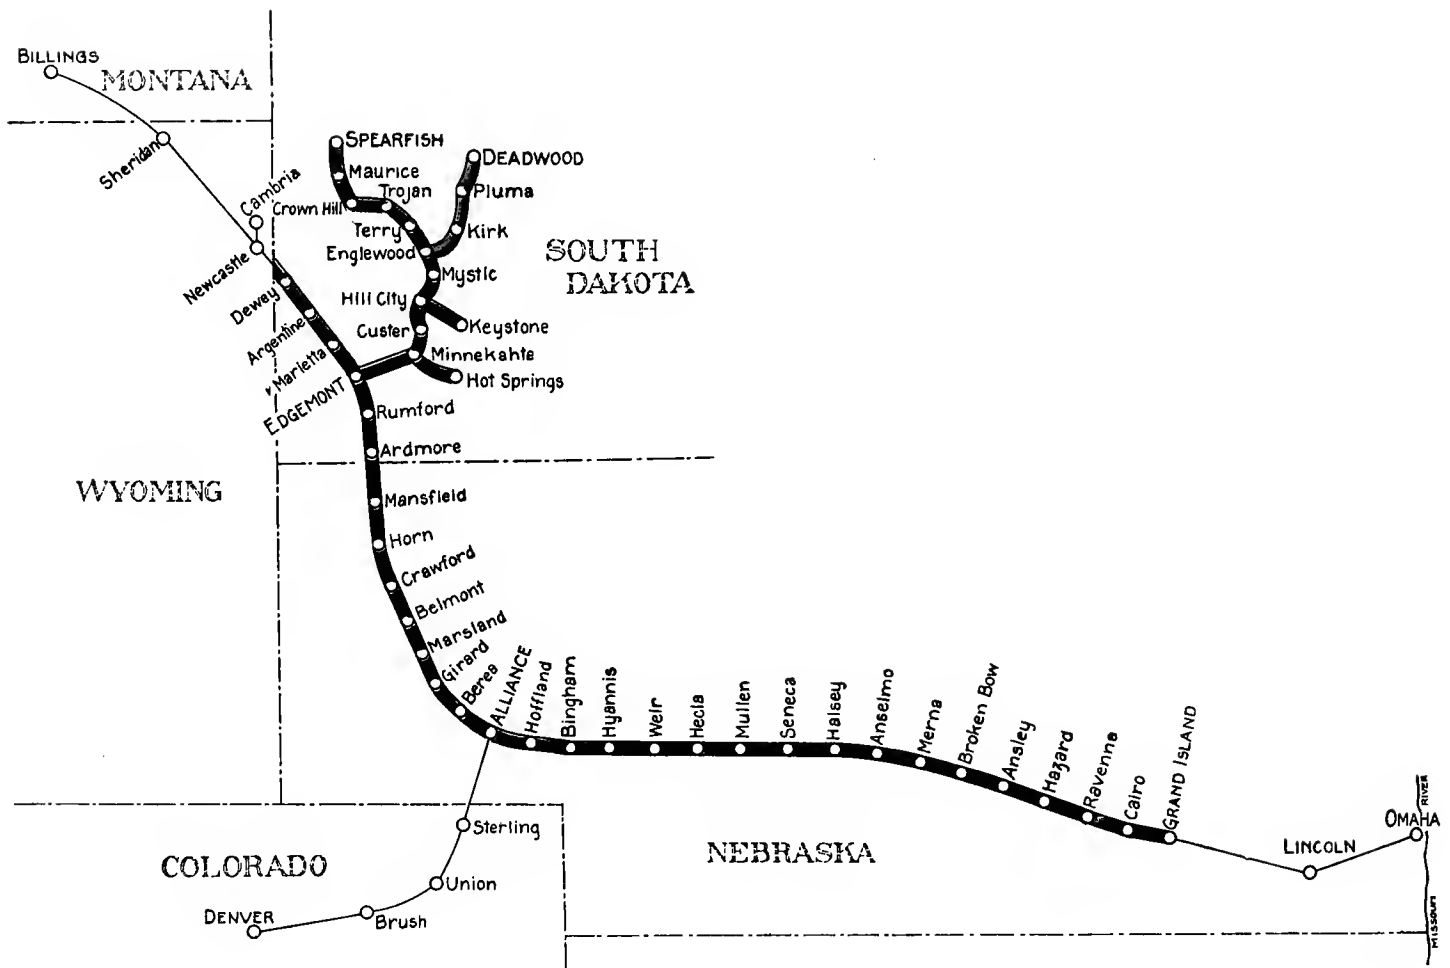 BILLINGS
MONTANA
Sheridan
Cambria
Newcastle
SPEARFISH
Maurice
Crown Hill
Trojan
Terry
Englewood
DEADWOOD
Pluma
Kirk
Mystic
Hill City
Keystone
Custer
Minnekahta
Hot Springs
SOUTH
DAKOTA
Dewey
Argentine
Marietta
EDGEMONT
Rumford
Ardmore
WYOMING
Mansfield
Horn
Crawford
Belmont
Marsland
Girard
Berea
ALLIANCE
Hoffland
Bingham
Hyannis
Weir
Hecla
Mullen
Seneca
Halsey
Anselmo
Merna
Broken Bow
Ansley
Hazard
Ravenna
Cairo
GRAND ISLAND
LINCOLN
OMAHA
MISSOURI
RIVER
NEBRASKA
Sterling
Union
Brush
DENVER
COLORADO